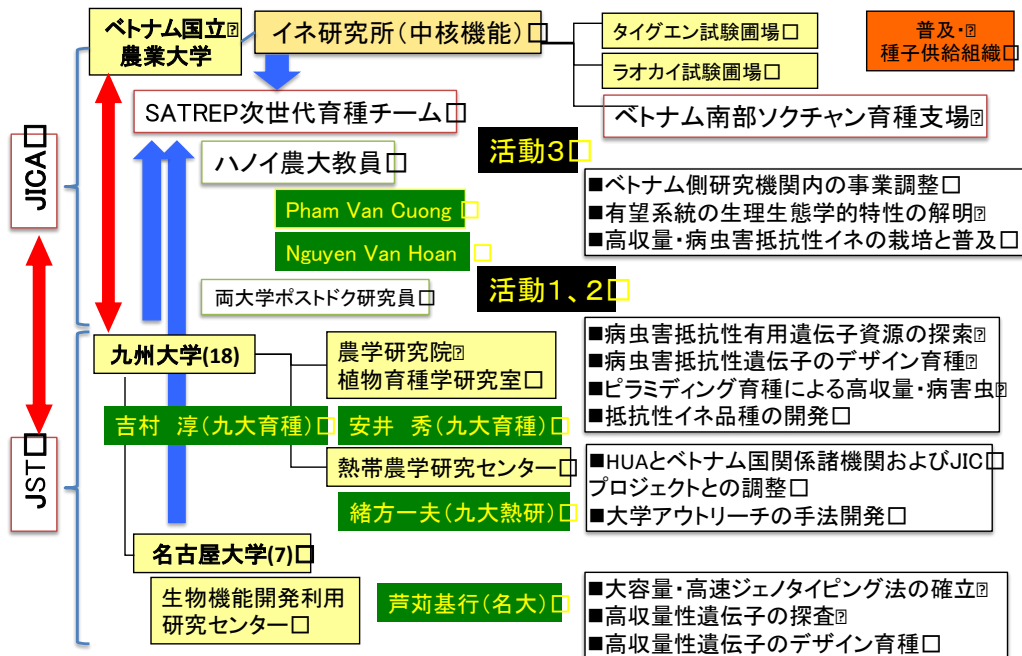 ベトナム国立
農業大学
イネ研究所（中核機能）
タイグエン試験圃場
ラオカイ試験圃場
普及・
種子供給組織
SATREP次世代育種チーム
ベトナム南部ソクチャン育種支場
JICA
ハノイ農大教員
活動3
Pham Van Cuong
Nguyen Van Hoan
■ベトナム側研究機関内の事業調整
■有望系統の生理生態学的特性の解明
■高収量・病虫害抵抗性イネの栽培と普及
両大学ポストドク研究員
活動1、2
九州大学(18)
農学研究院
植物育種学研究室
■病虫害抵抗性有用遺伝子資源の探索
■病虫害抵抗性遺伝子のデザイン育種
■ピラミディング育種による高収量・病害虫
■抵抗性イネ品種の開発
吉村　淳（九大育種）
安井　秀（九大育種）
JST
熱帯農学研究センター
■HUAとベトナム国関係諸機関およびJIC
プロジェクトとの調整
■大学アウトリーチの手法開発
緒方一夫（九大熱研）
名古屋大学(7)
生物機能開発利用
研究センター
芦苅基行（名大）
■大容量・高速ジェノタイピング法の確立
■高収量性遺伝子の探査
■高収量性遺伝子のデザイン育種